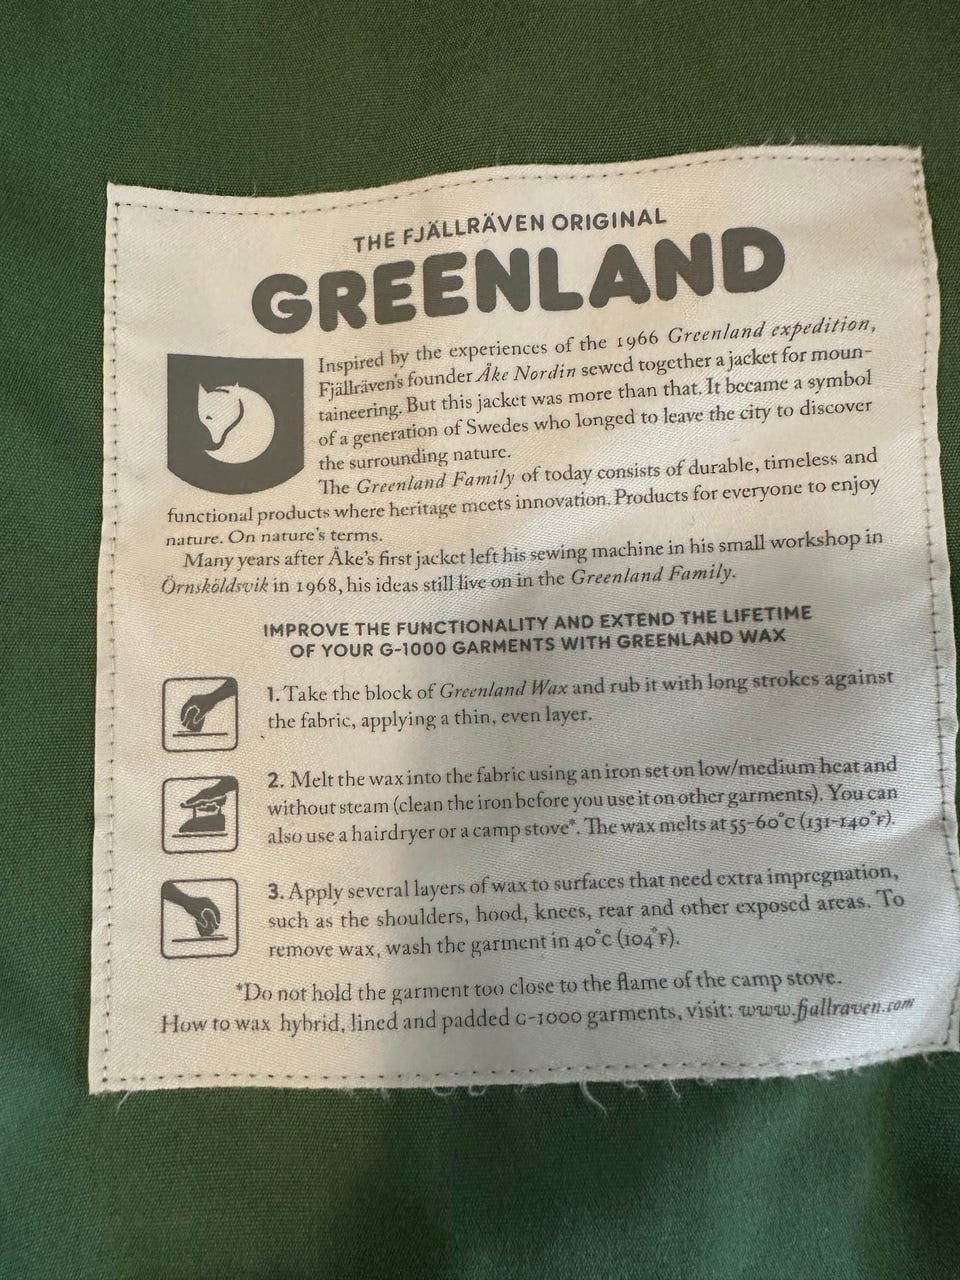 THE FJÄLLRÄVEN ORIGINAL
GREENLAND
Inspired by the experiences of the 1966 Greenland expedition,
Fjällräven's founder Åke Nordin sewed together a jacket for moun-
taineering. But this jacket was more than that. It became a symbol
of a generation of Swedes who longed to leave the city to discover
the surrounding nature.
The Greenland Family of today consists of durable, timeless and
functional products where heritage meets innovation. Products for everyone to enjoy
nature. On nature's terms.
Many years after Åke's first jacket left his sewing machine in his small workshop in
Örnsköldsvik in 1968, his ideas still live on in the Greenland Family.
IMPROVE THE FUNCTIONALITY AND EXTEND THE LIFETIME
OF YOUR G-1000 GARMENTS WITH GREENLAND WAX
1. Take the block of Greenland Wax and rub it with long strokes against
the fabric, applying a thin, even layer.
2. Melt the wax into the fabric using an iron set on low/medium heat and
without steam (clean the iron before you use it on other garments). You can
also use a hairdryer or a camp stove*. The wax melts at 55-60°C (131-140°F).
3. Apply several layers of wax to surfaces that need extra impregnation,
such as the shoulders, hood, knees, rear and other exposed areas. To
remove wax, wash the garment in 40°C (104°F).
*Do not hold the garment too close to the flame of the camp stove.
How to wax hybrid, lined and padded G-1000 garments, visit: www.fjallraven.com